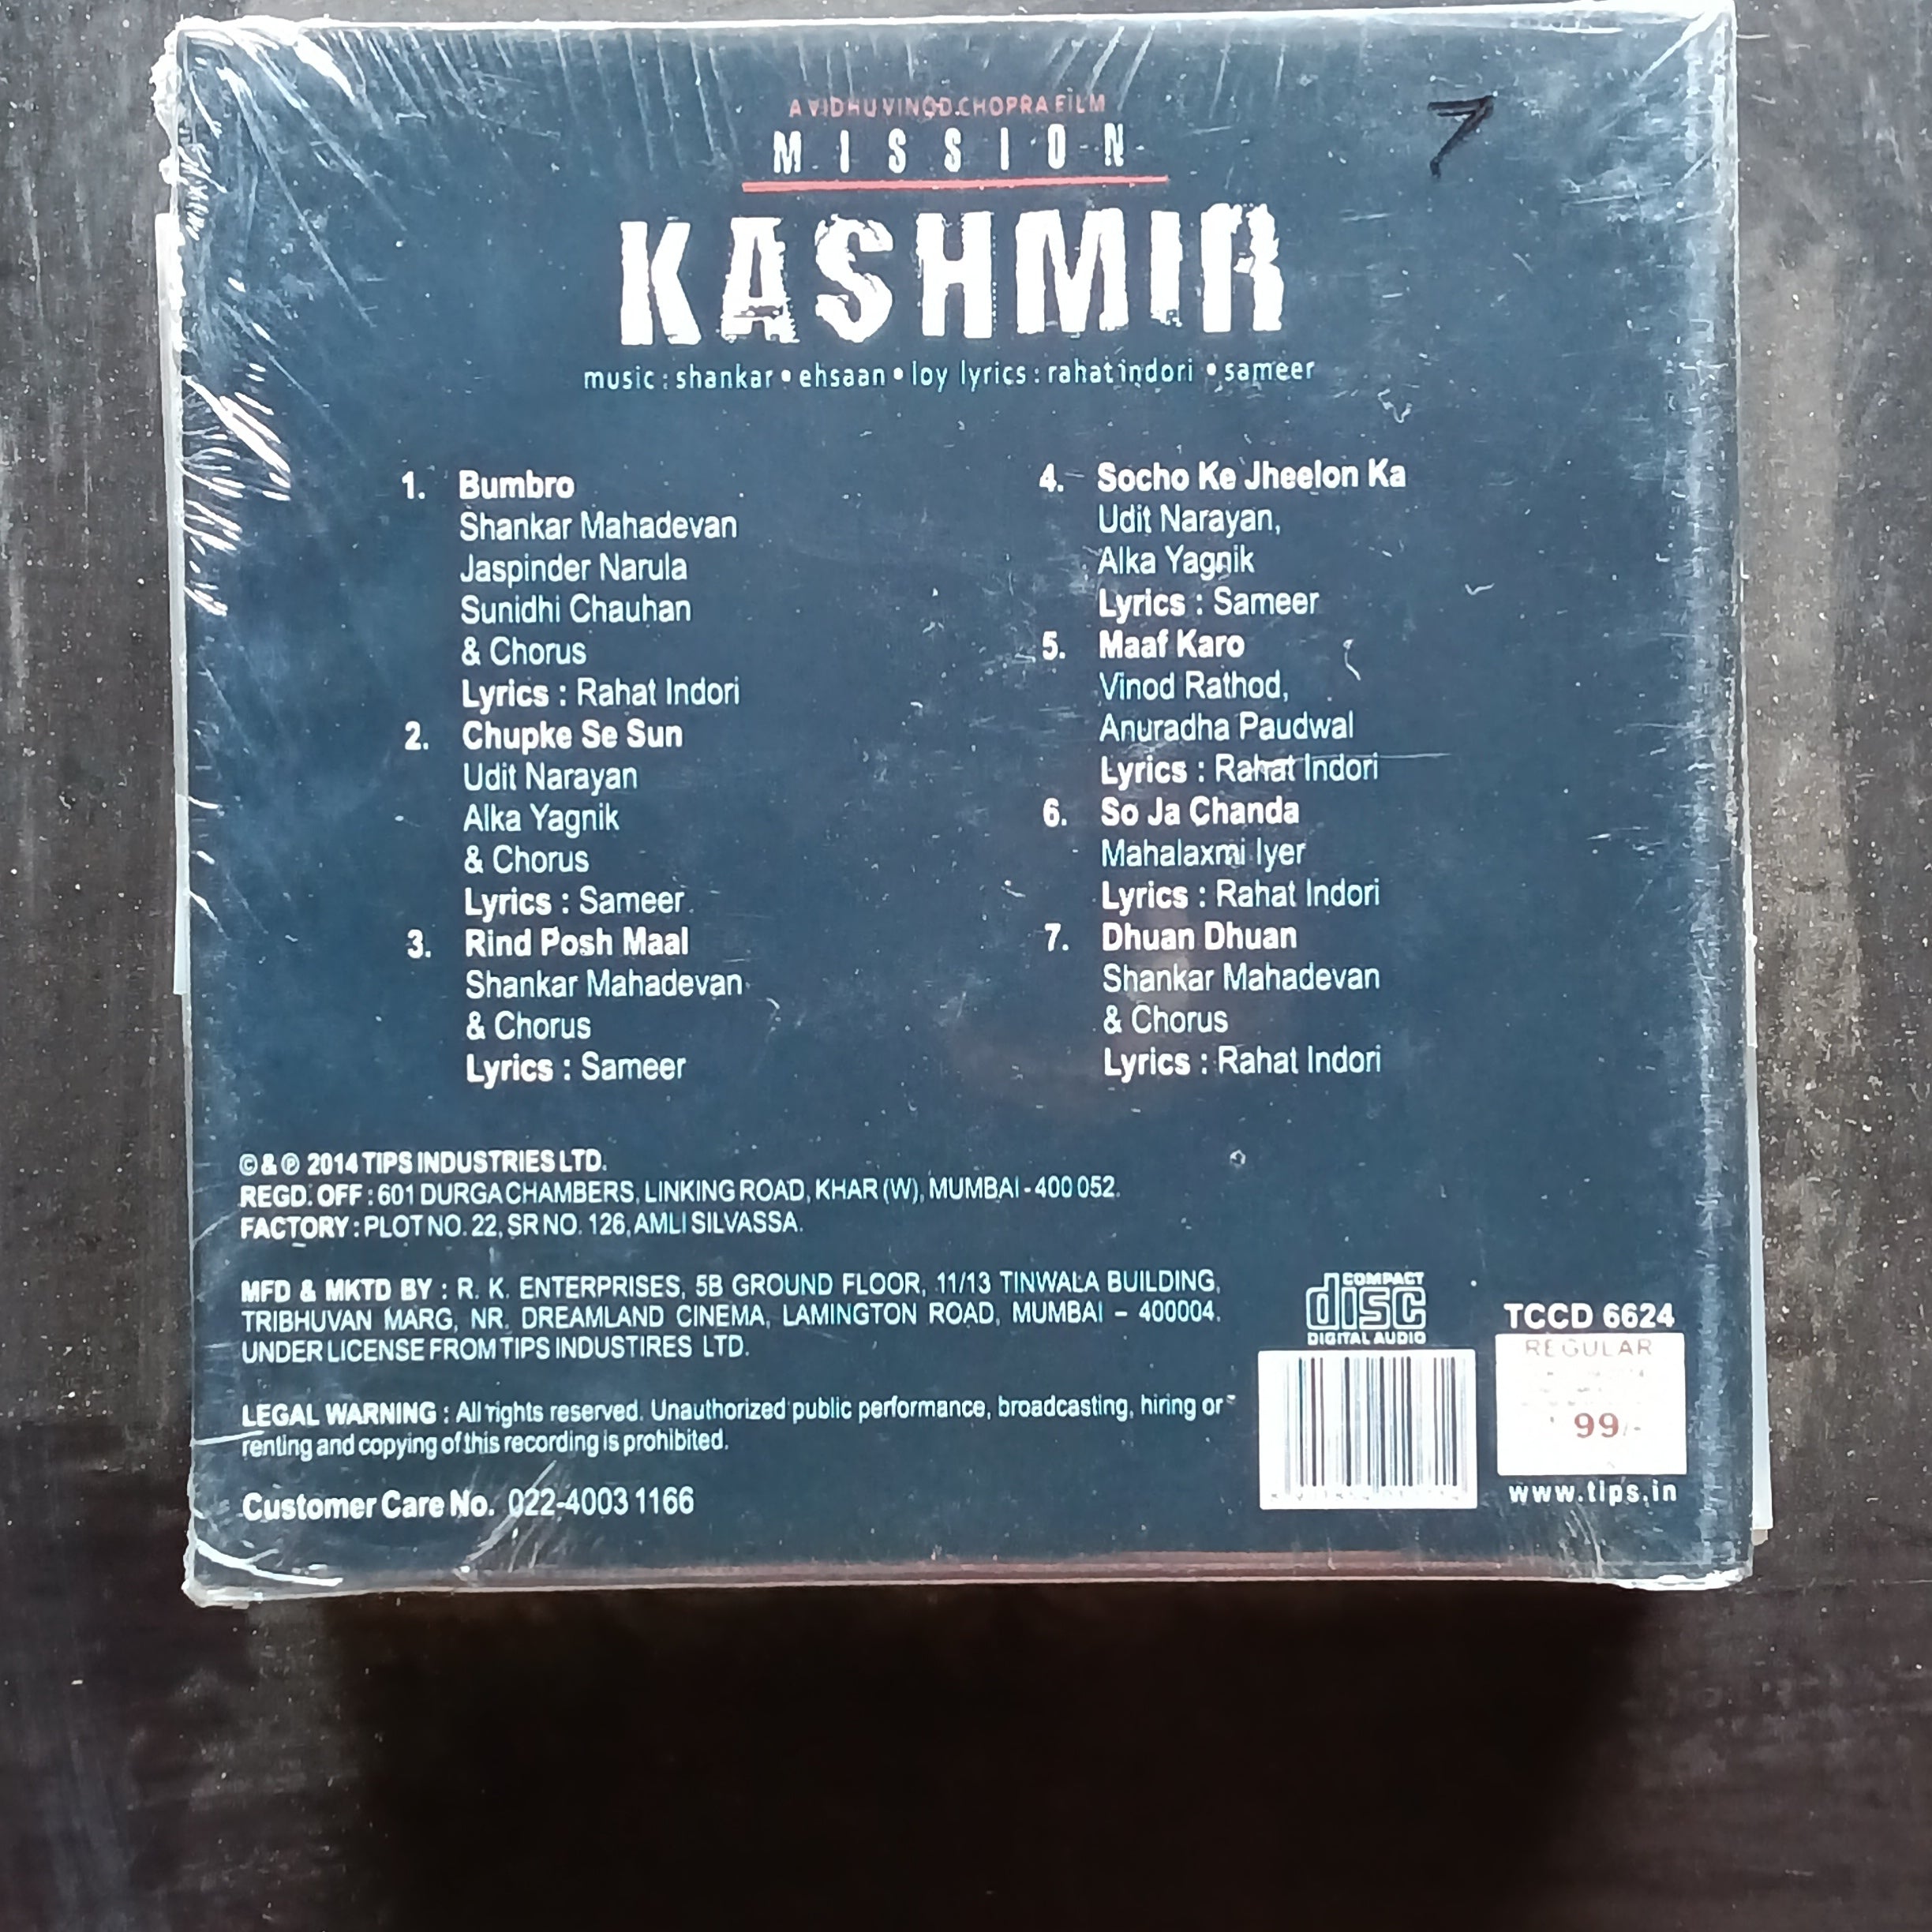 A VIDHU VINOD CHOPRA FILM
MISSION
KASHMIR
music : shankar • ehsaan • loy lyrics : rahat indori • sameer
7
1. Bumbro
Shankar Mahadevan
Jaspinder Narula
Sunidhi Chauhan
& Chorus
Lyrics : Rahat Indori
2. Chupke Se Sun
Udit Narayan
Alka Yagnik
& Chorus
Lyrics : Sameer
3. Rind Posh Maal
Shankar Mahadevan
& Chorus
Lyrics : Sameer
4. Socho Ke Jheelon Ka
Udit Narayan,
Alka Yagnik
Lyrics : Sameer
5. Maaf Karo
Vinod Rathod,
Anuradha Paudwal
Lyrics : Rahat Indori
6. So Ja Chanda
Mahalaxmi Iyer
Lyrics : Rahat Indori
7. Dhuan Dhuan
Shankar Mahadevan
& Chorus
Lyrics : Rahat Indori
© & ℗ 2014 TIPS INDUSTRIES LTD.
REGD. OFF : 601 DURGA CHAMBERS, LINKING ROAD, KHAR (W), MUMBAI - 400 052.
FACTORY : PLOT NO. 22, SR NO. 126, AMLI SILVASSA.
MFD & MKTD BY : R. K. ENTERPRISES, 5B GROUND FLOOR, 11/13 TINWALA BUILDING,
TRIBHUVAN MARG, NR. DREAMLAND CINEMA, LAMINGTON ROAD, MUMBAI – 400004.
UNDER LICENSE FROM TIPS INDUSTIRES LTD.
LEGAL WARNING : All rights reserved. Unauthorized public performance, broadcasting, hiring or
renting and copying of this recording is prohibited.
Customer Care No. 022-4003 1166
COMPACT
disc
DIGITAL AUDIO
TCCD 6624
REGULAR
99/-
www.tips.in